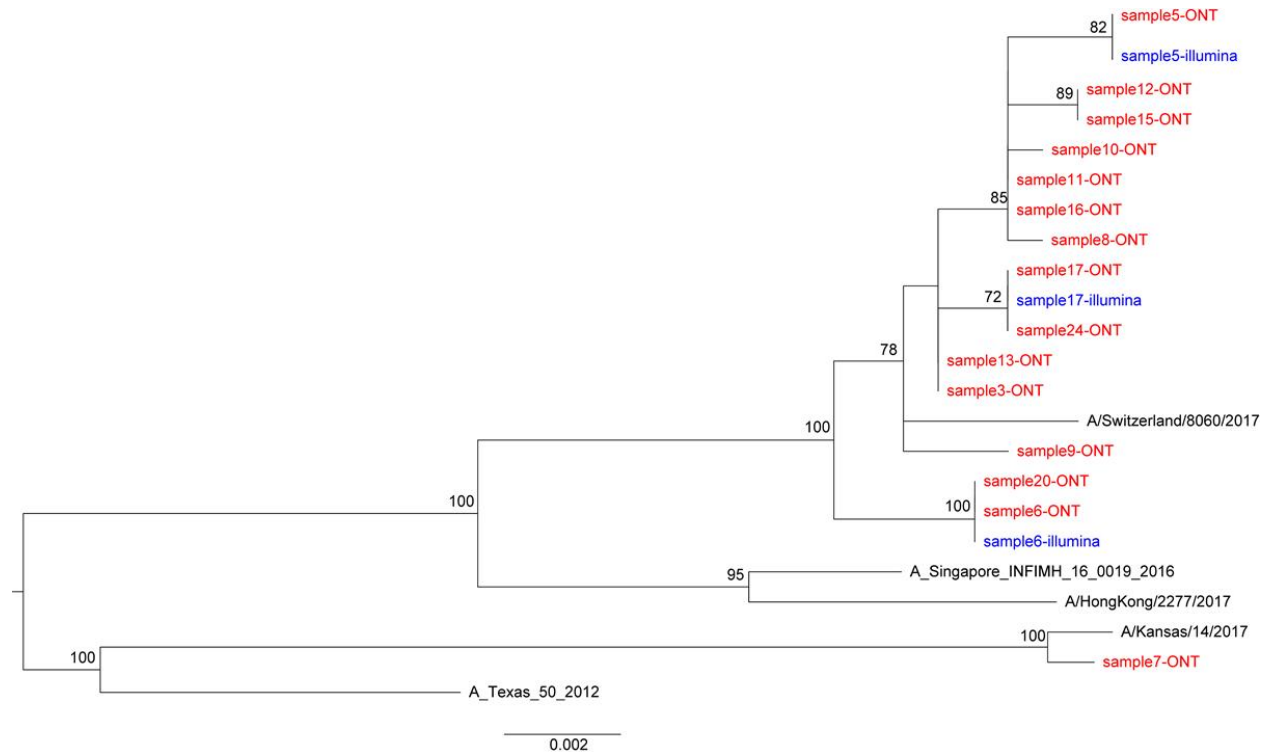 sample5-ONT
82
sample5-illumina
sample12-ONT
89
sample15-ONT
sample10-ONT
sample11-ONT
85
sample16-ONT
sample8-ONT
sample17-ONT
72
sample17-illumina
sample24-ONT
78
sample13-ONT
sample3-ONT
A/Switzerland/8060/2017
100
sample9-ONT
sample20-ONT
100
100
sample6-ONT
sample6-illumina
A_Singapore_INFIMH_16_0019_2016
95
A/HongKong/2277/2017
100
A/Kansas/14/2017
100
sample7-ONT
A_Texas_50_2012
0.002